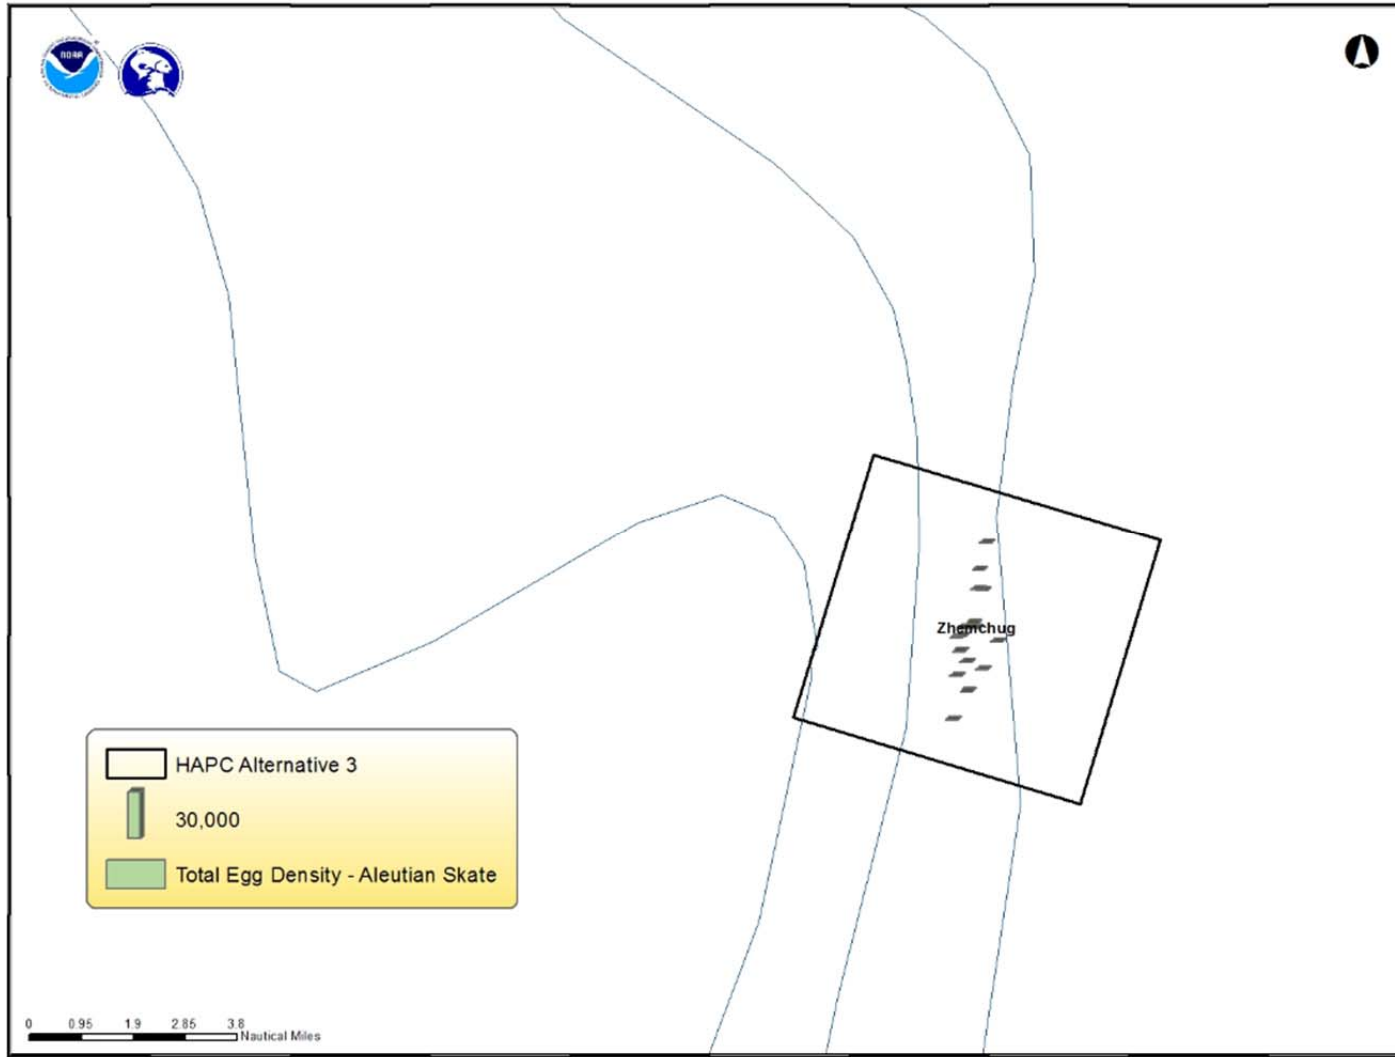 NOAA
Zhemchug
HAPC Alternative 3
30,000
Total Egg Density - Aleutian Skate
0 0.95 1.9 2.85 3.8
Nautical Miles